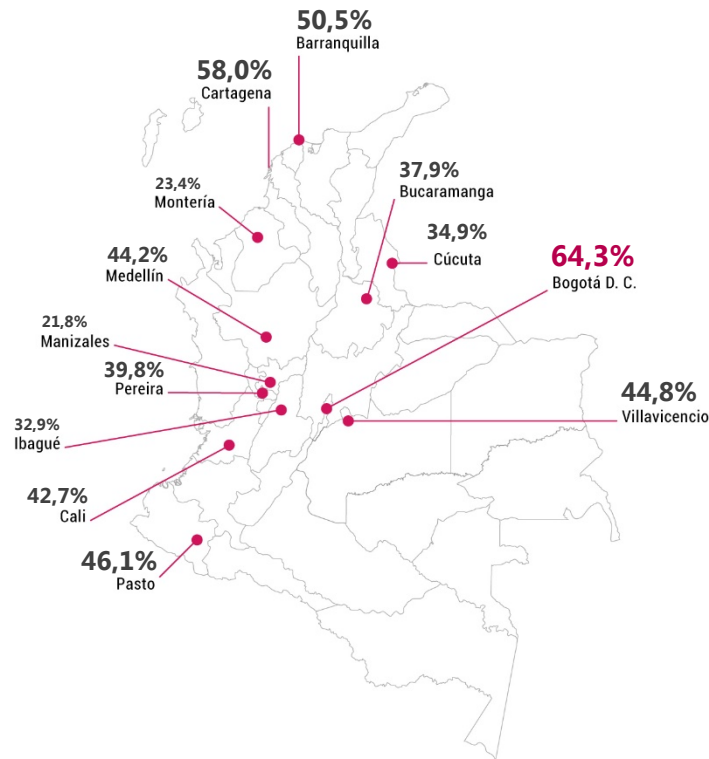 50,5%
Barranquilla
58,0%
Cartagena
37,9%
Bucaramanga
23,4%
Montería
34,9%
Cúcuta
44,2%
Medellín
64,3%
Bogotá D. C.
21,8%
Manizales
39,8%
Pereira
44,8%
Villavicencio
32,9%
Ibagué
42,7%
Cali
46,1%
Pasto